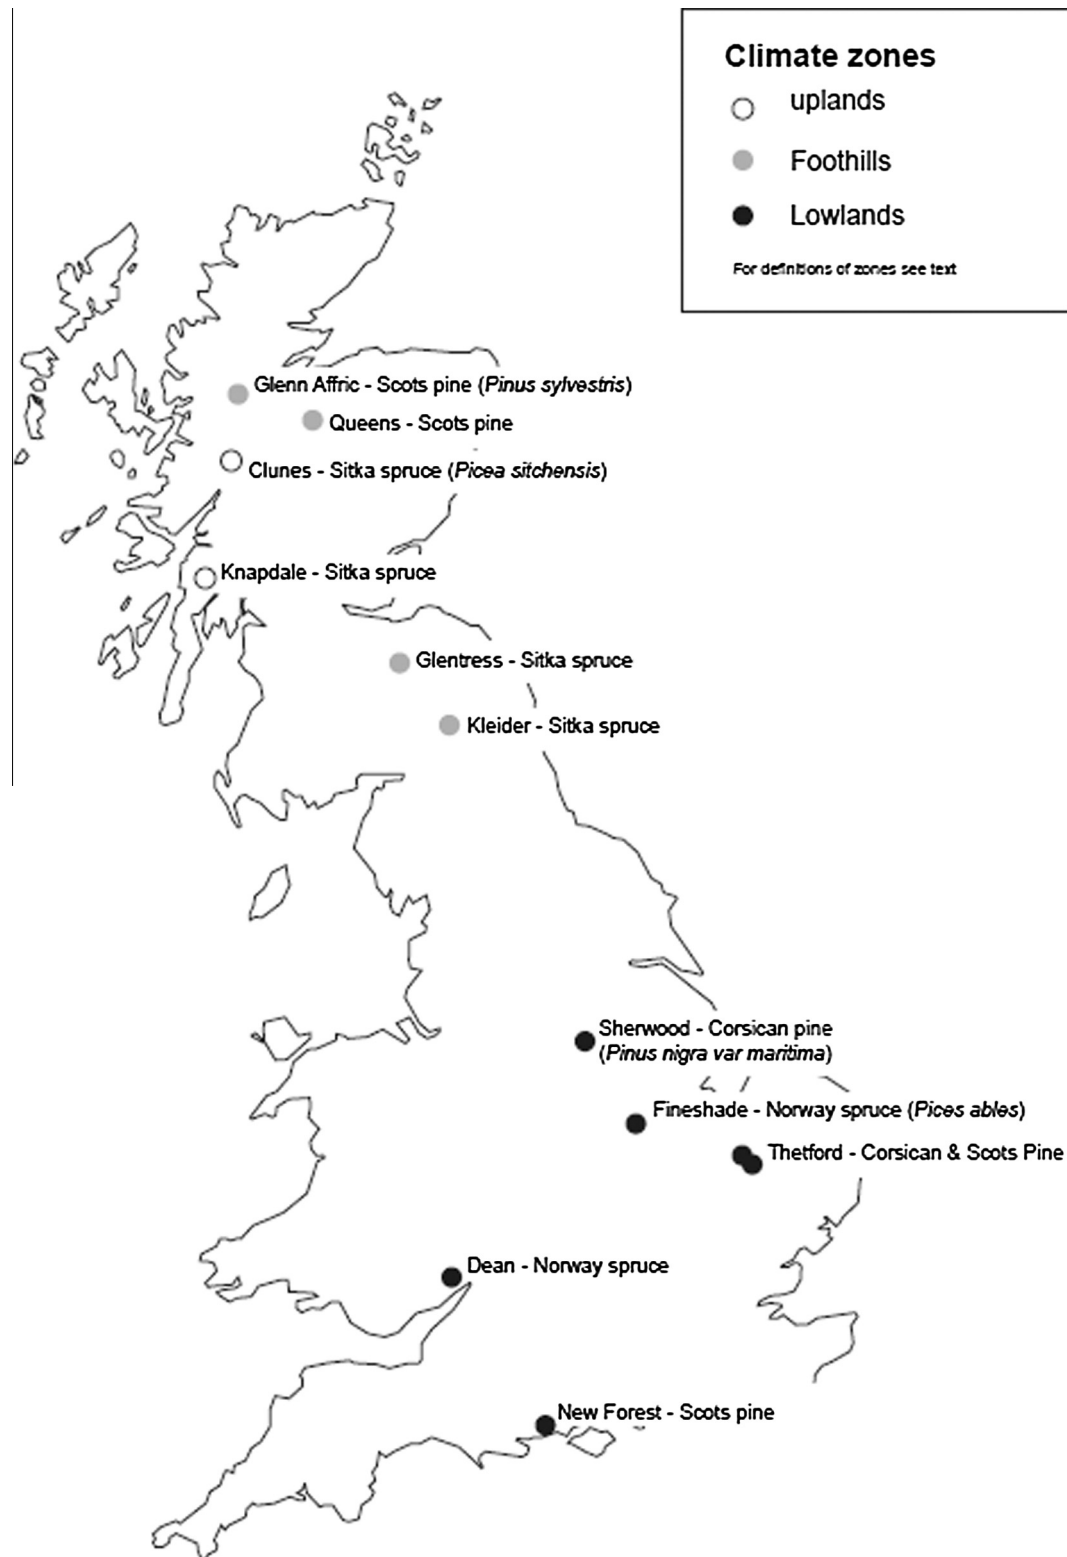 Climate zones
uplands
Foothills
Lowlands
For definitions of zones see text
Glenn Affric - Scots pine (Pinus sylvestris)
Queens - Scots pine
Clunes - Sitka spruce (Picea sitchensis)
Knapdale - Sitka spruce
Glentress - Sitka spruce
Kleider - Sitka spruce
Sherwood - Corsican pine
(Pinus nigra var maritima)
Fineshade - Norway spruce (Pices ables)
Thetford - Corsican & Scots Pine
Dean - Norway spruce
New Forest - Scots pine